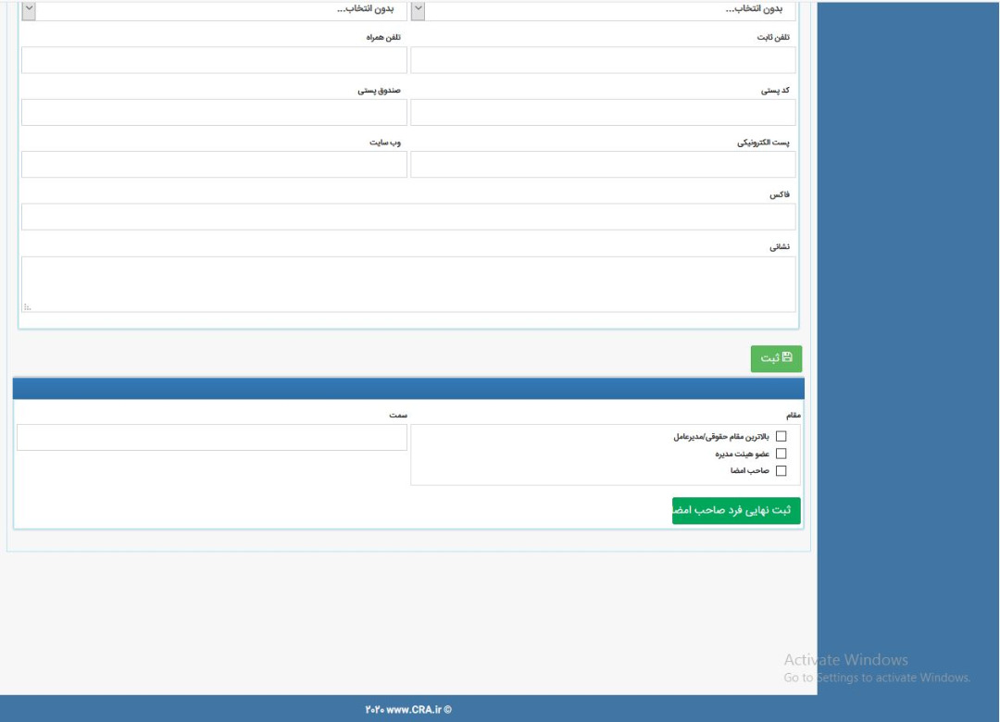 بدون انتخاب...
بدون انتخاب...
تلفن ثابت
تلفن همراه
کد پستی
صندوق پستی
پست الکترونیکی
وب سایت
فاکس
نشانی
ثبت
مقام
سمت
بالاترین مقام حقوقی/مدیرعامل
عضو هیئت مدیره
صاحب امضا
ثبت نهایی فرد صاحب امضا
Activate Windows
Go to Settings to activate Windows.
۲۰۲۰ www.CRA.ir ©